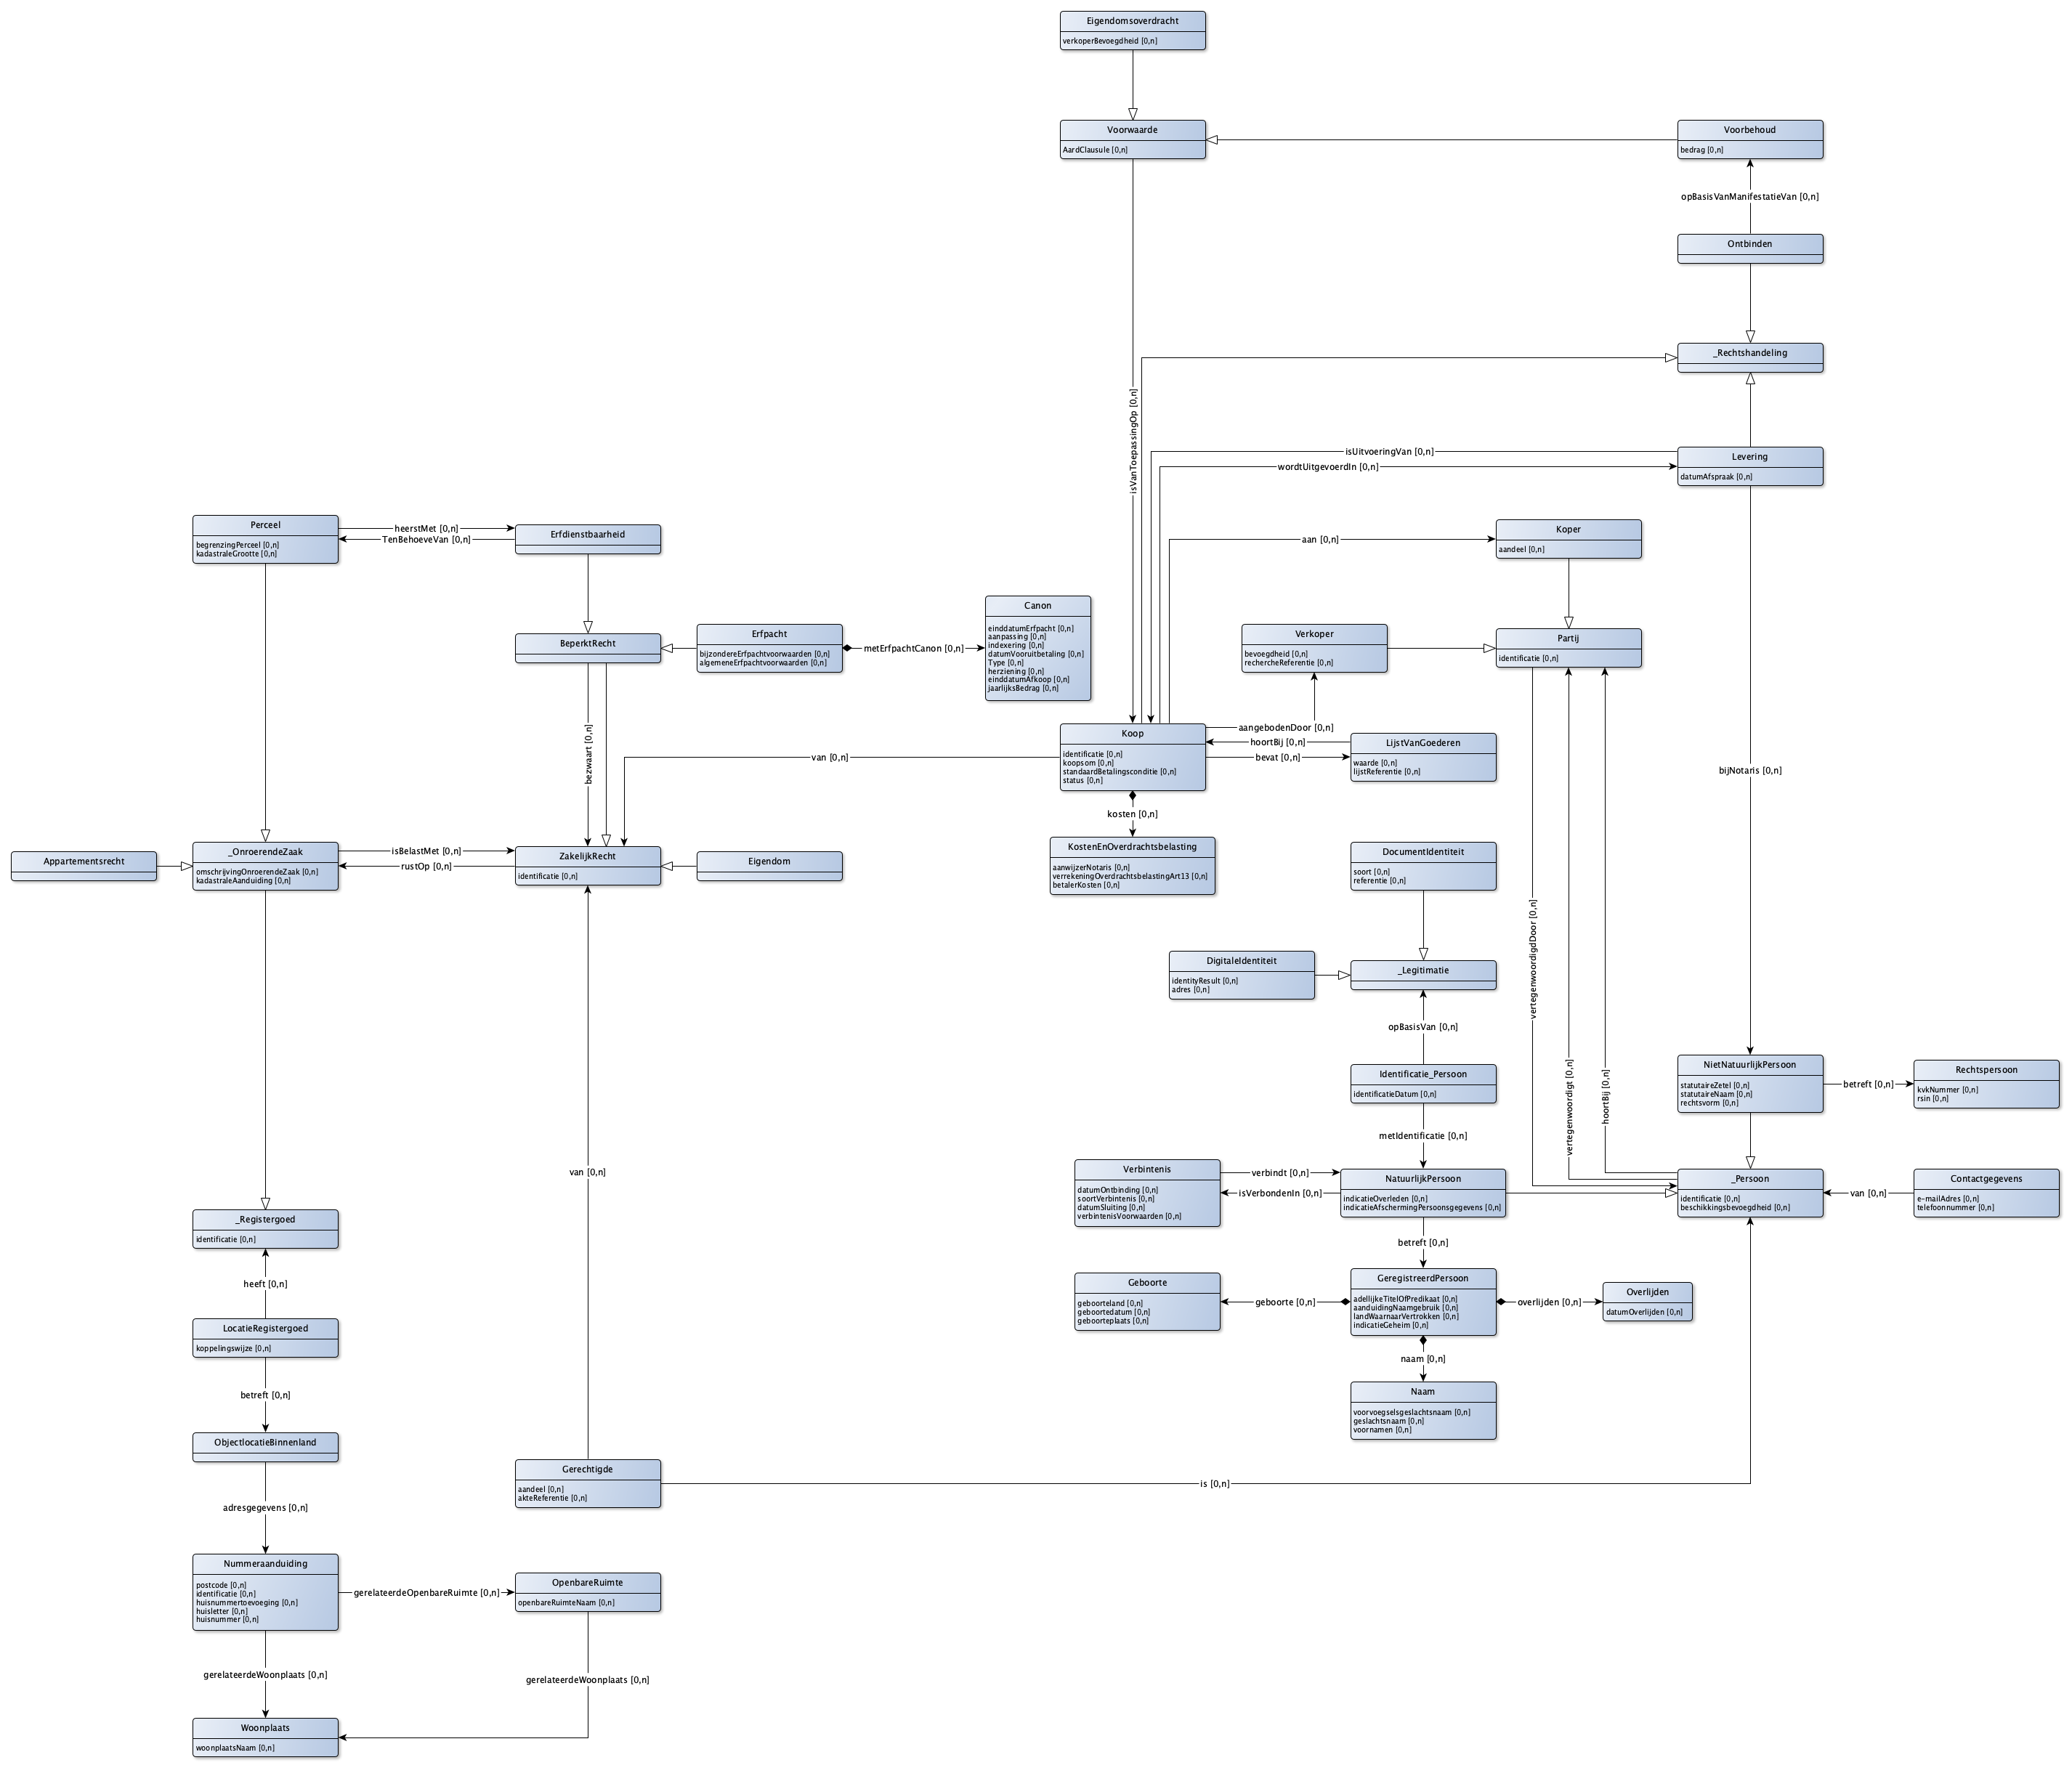 Eigendomsoverdracht
verkoperBevoegdheid [0,n]
Voorwaarde
AardClausule [0,n]
Voorbehoud
bedrag [0,n]
opBasisVanManifestatieVan [0,n]
Ontbinden
_Rechtshandeling
isVanToepassingOp [0,n]
isUitvoeringVan [0,n]
wordtUitgevoerdIn [0,n]
Levering
datumAfspraak [0,n]
Perceel
begrenzingPerceel [0,n]
kadastraleGrootte [0,n]
heerstMet [0,n]
TenBehoeveVan [0,n]
Erfdienstbaarheid
aan [0,n]
Koper
aandeel [0,n]
BeperktRecht
Erfpacht
bijzondereErfpachtvoorwaarden [0,n]
algemeneErfpachtvoorwaarden [0,n]
metErfpachtCanon [0,n]
Canon
einddatumErfpacht [0,n]
aanpassing [0,n]
indexering [0,n]
datumVooruitbetaling [0,n]
Type [0,n]
herziening [0,n]
einddatumAfkoop [0,n]
jaarlijksBedrag [0,n]
Verkoper
bevoegdheid [0,n]
rechercheReferentie [0,n]
Partij
identificatie [0,n]
bezwaart [0,n]
van [0,n]
Koop
identificatie [0,n]
koopsom [0,n]
standaardBetalingsconditie [0,n]
status [0,n]
aangebodenDoor [0,n]
hoortBij [0,n]
bevat [0,n]
LijstVanGoederen
waarde [0,n]
lijstReferentie [0,n]
bijNotaris [0,n]
kosten [0,n]
KostenEnOverdrachtsbelasting
aanwijzerNotaris [0,n]
verrekeningOverdrachtsbelastingArt13 [0,n]
betalerKosten [0,n]
Appartementsrecht
_OnroerendeZaak
omschrijvingOnroerendeZaak [0,n]
kadastraleAanduiding [0,n]
isBelastMet [0,n]
rustOp [0,n]
ZakelijkRecht
identificatie [0,n]
Eigendom
DocumentIdentiteit
soort [0,n]
referentie [0,n]
vertegenwoordigdDoor [0,n]
DigitaleIdentiteit
identityResult [0,n]
adres [0,n]
_Legitimatie
opBasisVan [0,n]
Identificatie_Persoon
identificatieDatum [0,n]
vertegenwoordigt [0,n]
hoortBij [0,n]
NietNatuurlijkPersoon
statutaireZetel [0,n]
statutaireNaam [0,n]
rechtsvorm [0,n]
betreft [0,n]
Rechtspersoon
kvkNummer [0,n]
rsin [0,n]
metIdentificatie [0,n]
van [0,n]
Verbintenis
datumOntbinding [0,n]
soortVerbintenis [0,n]
datumSluiting [0,n]
verbintenisVoorwaarden [0,n]
verbindt [0,n]
isVerbondenIn [0,n]
NatuurlijkPersoon
indicatieOverleden [0,n]
indicatieAfschermingPersoonsgegevens [0,n]
_Persoon
identificatie [0,n]
beschikkingsbevoegdheid [0,n]
van [0,n]
Contactgegevens
e-mailAdres [0,n]
telefoonnummer [0,n]
_Registergoed
identificatie [0,n]
betreft [0,n]
heeft [0,n]
Geboorte
geboorteland [0,n]
geboortedatum [0,n]
geboorteplaats [0,n]
geboorte [0,n]
GeregistreerdPersoon
adellijkeTitelOfPredikaat [0,n]
aanduidingNaamgebruik [0,n]
landWaarnaarVertrokken [0,n]
indicatieGeheim [0,n]
overlijden [0,n]
Overlijden
datumOverlijden [0,n]
LocatieRegistergoed
koppelingswijze [0,n]
naam [0,n]
betreft [0,n]
Naam
voorvoegselsgeslachtsnaam [0,n]
geslachtsnaam [0,n]
voornamen [0,n]
ObjectlocatieBinnenland
Gerechtigde
aandeel [0,n]
akteReferentie [0,n]
is [0,n]
adresgegevens [0,n]
Nummeraanduiding
postcode [0,n]
identificatie [0,n]
huisnummertoevoeging [0,n]
huisletter [0,n]
huisnummer [0,n]
gerelateerdeOpenbareRuimte [0,n]
OpenbareRuimte
openbareRuimteNaam [0,n]
gerelateerdeWoonplaats [0,n]
gerelateerdeWoonplaats [0,n]
Woonplaats
woonplaatsNaam [0,n]